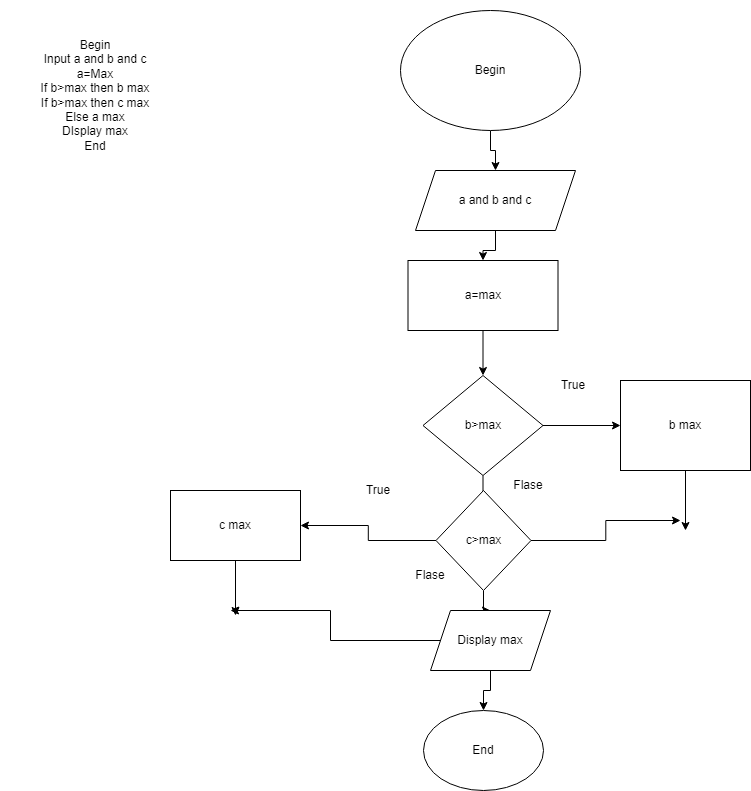 Begin
Input a and b and c
a=Max
If b>max then b max
If b>max then c max
Else a max
DIsplay max
End
Begin
a and b and c
a=max
b>max
True
b max
Flase
True
c max
c>max
Flase
Display max
End